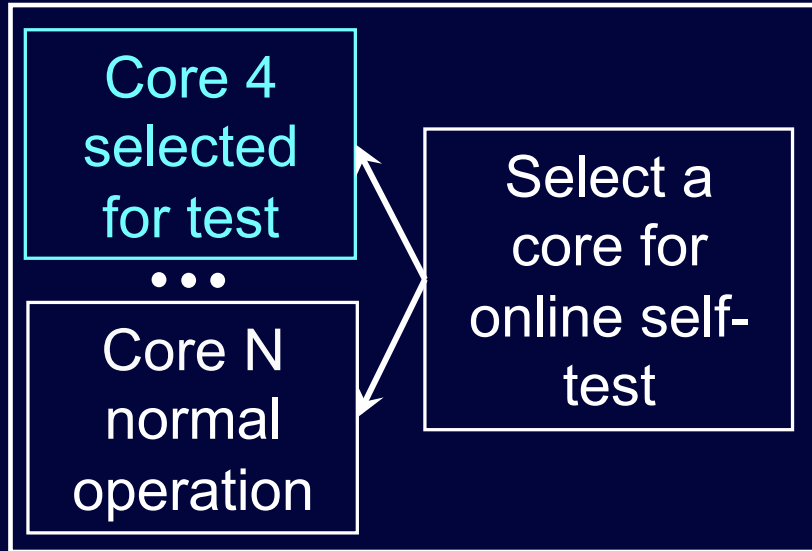 Core 4
selected
for test
• • •
Core N
normal
operation
Select a
core for
online self-
test